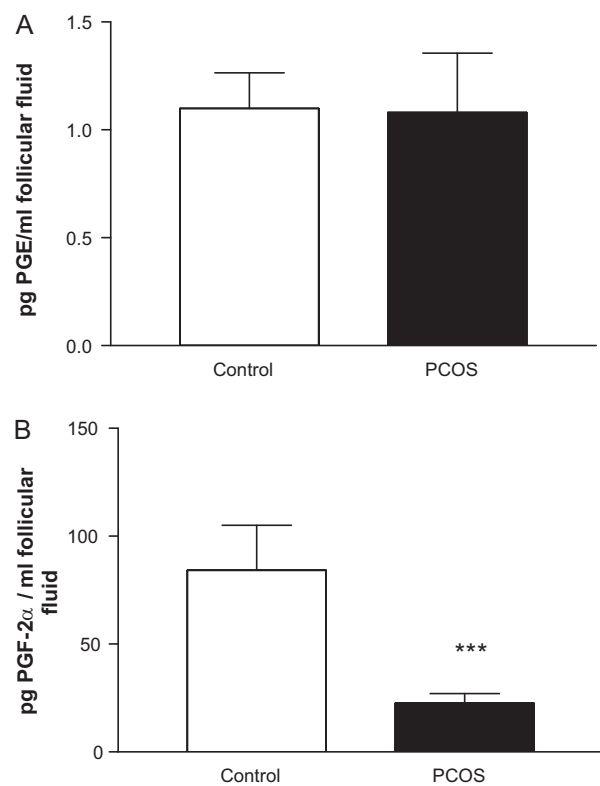 A
pg PGE/ml follicular fluid
1.5
1.0
0.5
0.0
Control PCOS
B
pg PGF-2α / ml follicular
fluid
150
100
50
0
***
Control PCOS